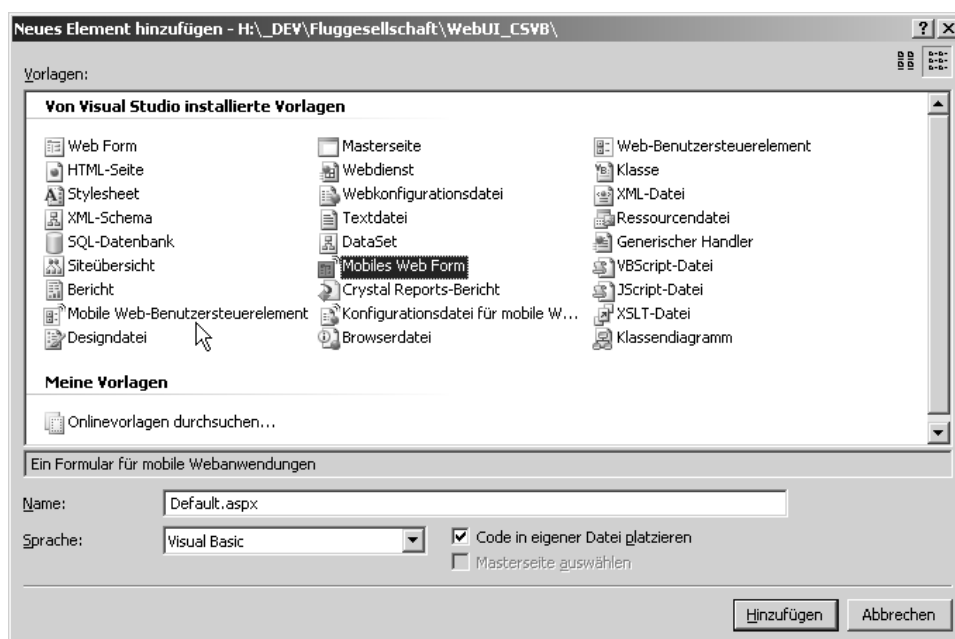 Neues Element hinzufügen - H:\_DEV\Fluggesellschaft\WebUI_CSVB\
Vorlagen:
Von Visual Studio installierte Vorlagen
Web Form Masterseite Web-Benutzersteuerelement
HTML-Seite Webdienst Klasse
Stylesheet Webkonfigurationsdatei XML-Datei
XML-Schema Textdatei Ressourcendatei
SQL-Datenbank DataSet Generischer Handler
Siteübersicht Mobiles Web Form VBScript-Datei
Bericht Crystal Reports-Bericht JScript-Datei
Mobile Web-Benutzersteuerelement Konfigurationsdatei für mobile W... XSLT-Datei
Designdatei Browserdatei Klassendiagramm
Meine Vorlagen
Onlinevorlagen durchsuchen...
Ein Formular für mobile Webanwendungen
Name: Default.aspx
Sprache: Visual Basic Code in eigener Datei platzieren
Masterseite auswählen
Hinzufügen Abbrechen